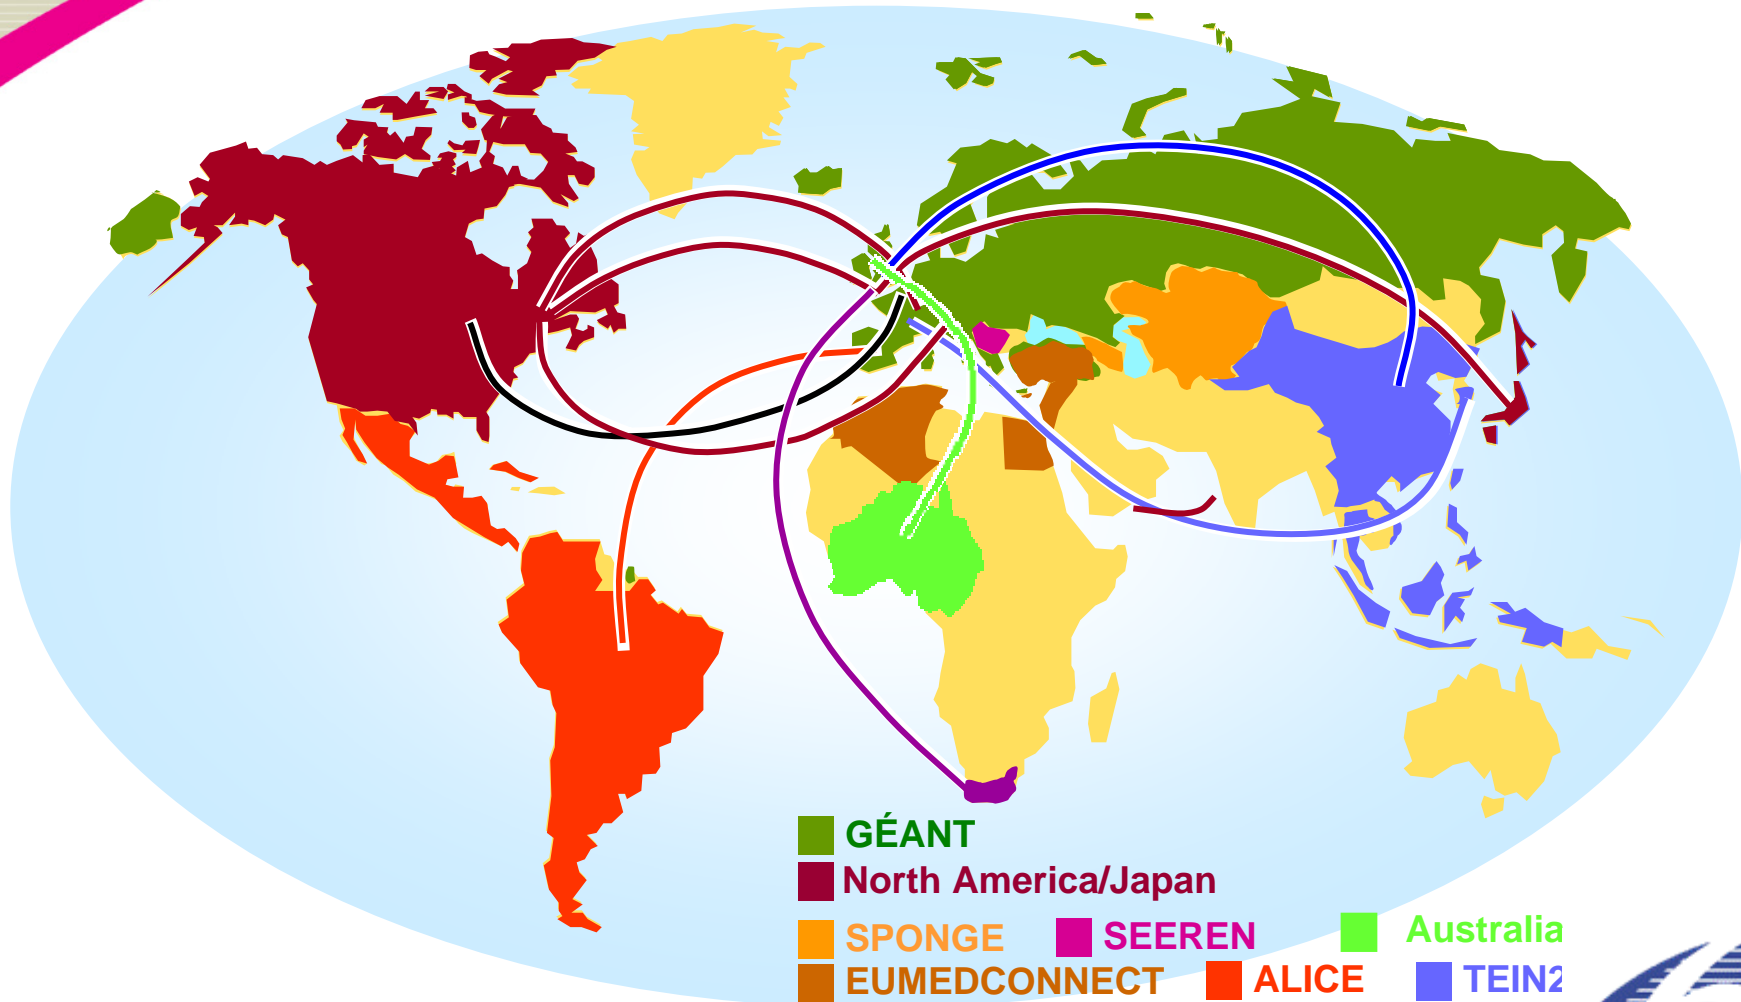 GÉANT
North America/Japan
SPONGE SEEREN Australia
EUMEDCONNECT ALICE TEIN2